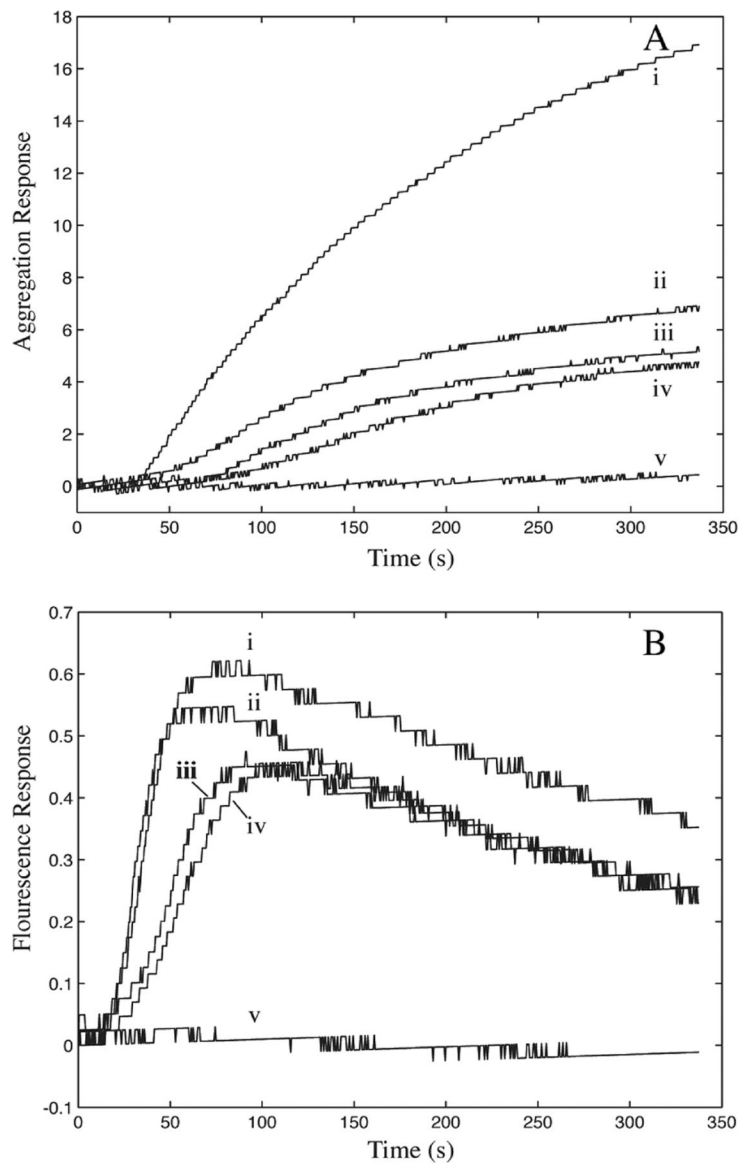 A
18
16
14
12
10
8
6
4
2
0
Aggregation Response
i
ii
iii
iv
v
0 50 100 150 200 250 300 350
Time (s)
B
0.7
0.6
0.5
0.4
0.3
0.2
0.1
0
-0.1
Flourescence Response
i
ii
iii
iv
v
0 50 100 150 200 250 300 350
Time (s)